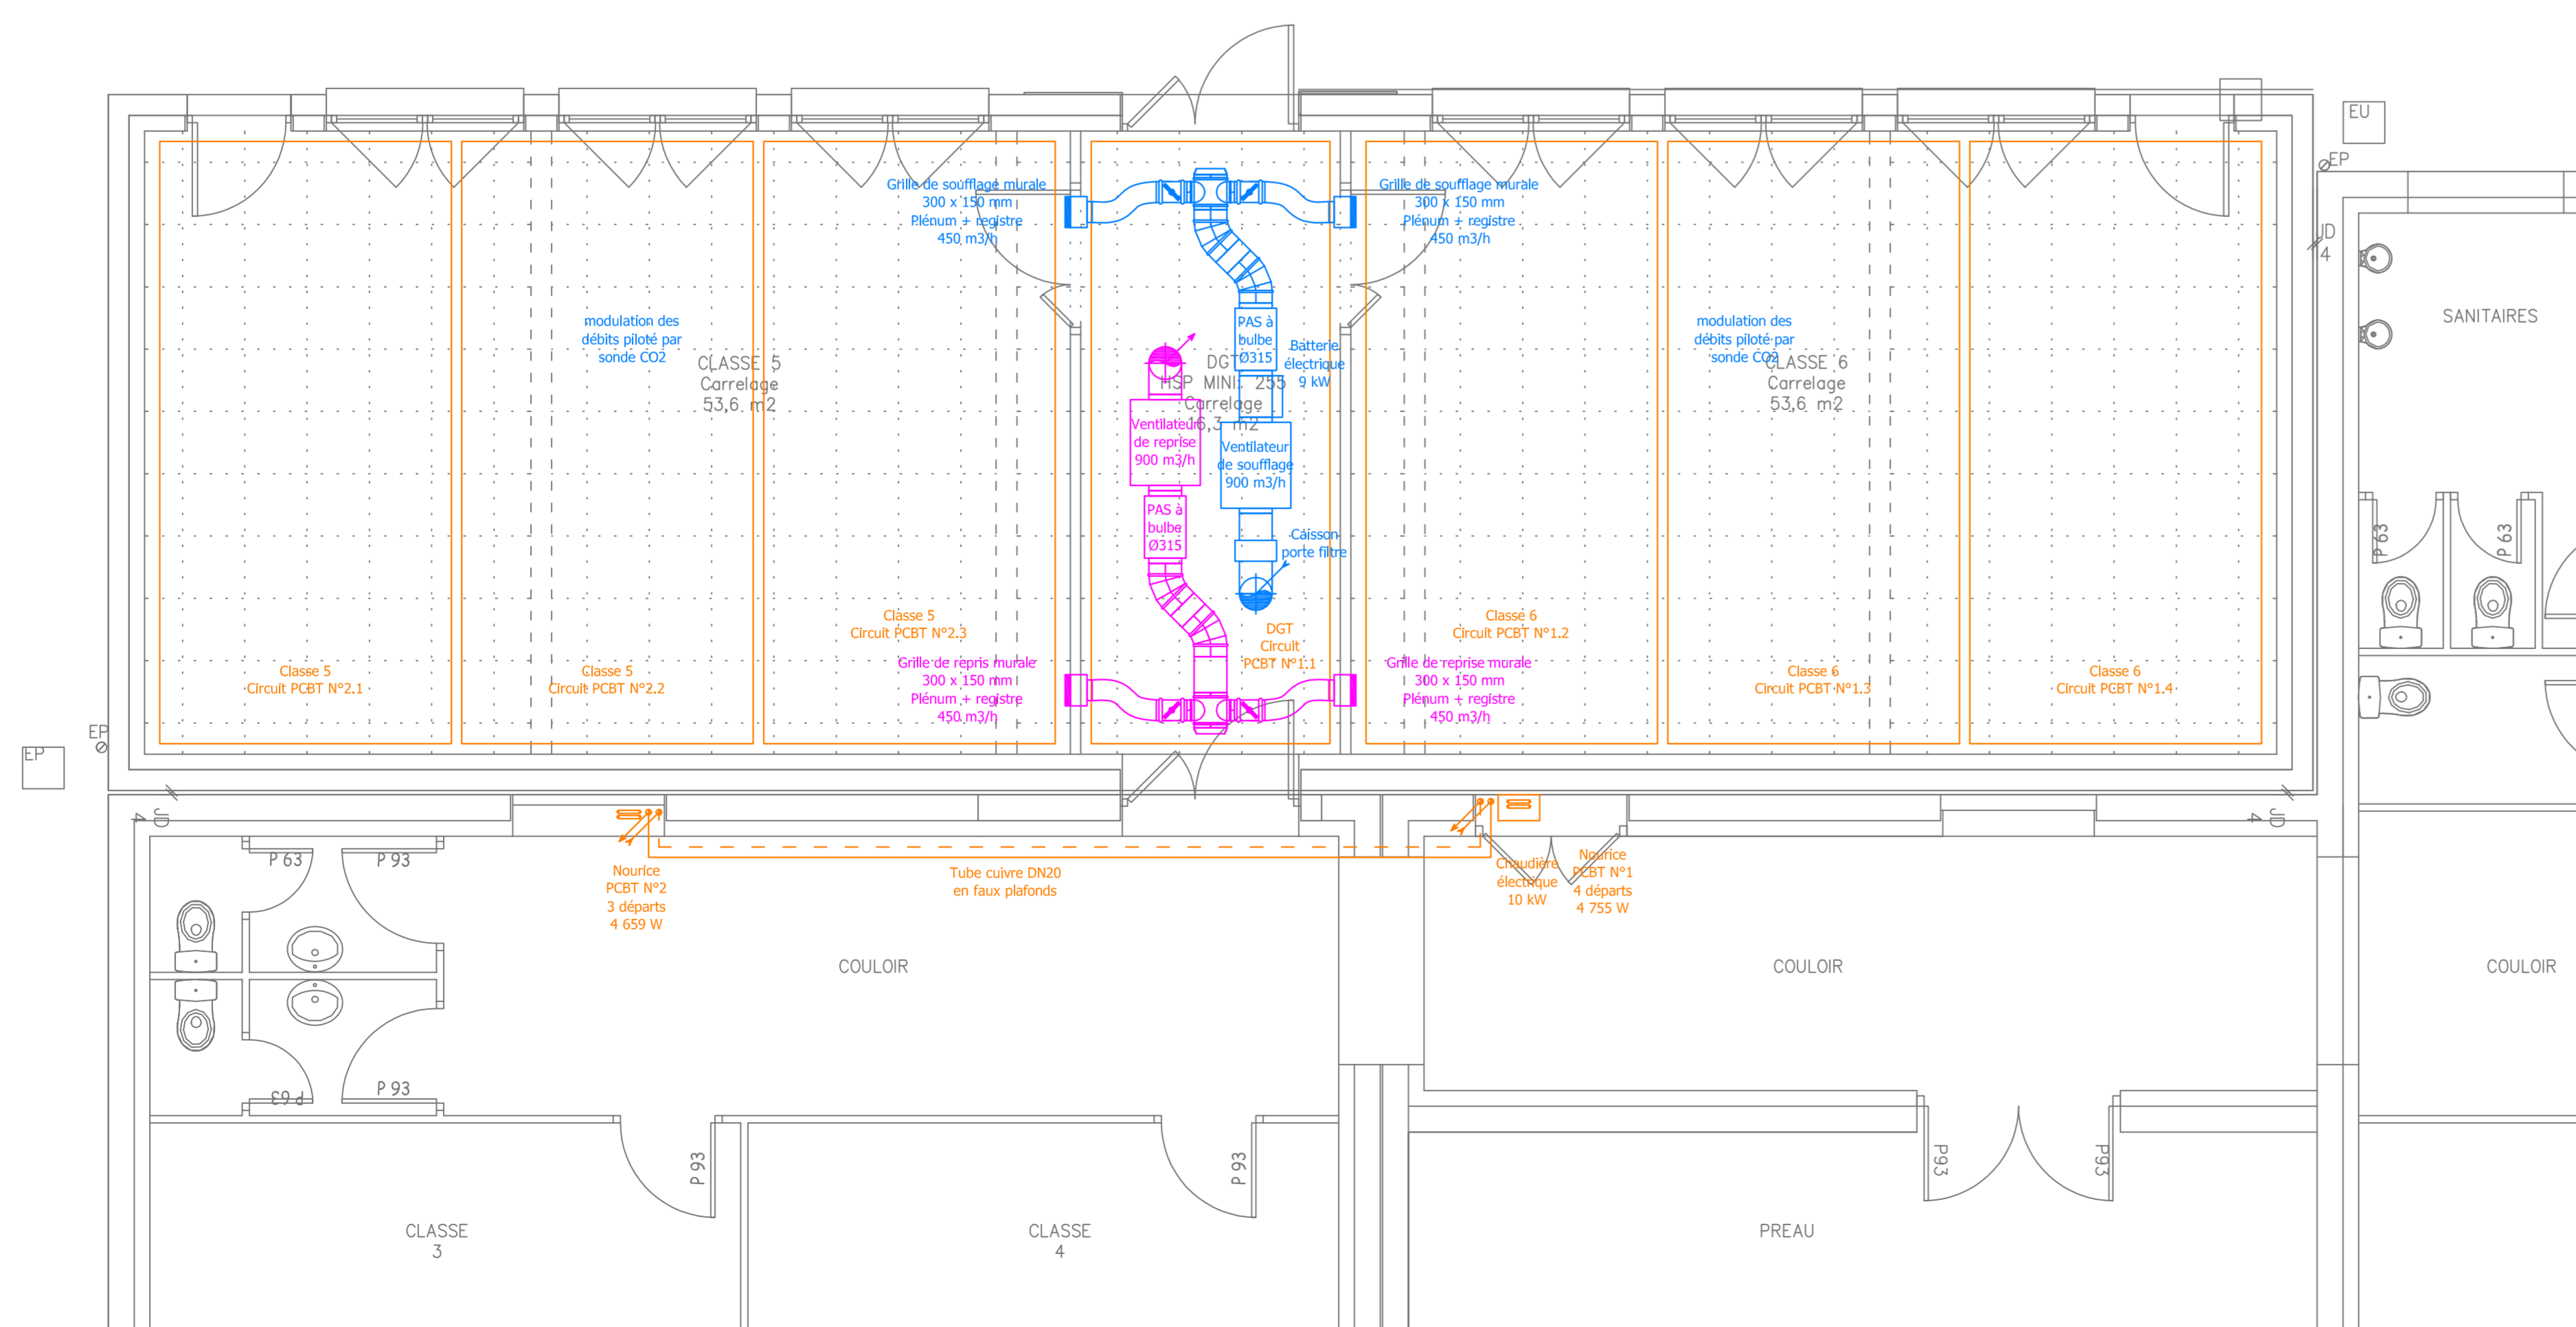 EU
EP
JD
4
Grille de soufflage murale
300 x 150 mm
Plénum + registre
450 m3/h
Grille de soufflage murale
300 x 150 mm
Plénum + registre
450 m3/h
modulation des
débits piloté par
sonde CO2
CLASSE 5
Carrelage
53,6 m2
PAS à
bulbe
Ø315
Batterie
électrique
9 kW
DGT
HSP MINI: 255
Carrelage
16,3 m2
modulation des
débits piloté par
sonde CO2
CLASSE 6
Carrelage
53,6 m2
SANITAIRES
Ventilateur
de reprise
900 m3/h
Ventilateur
de soufflage
900 m3/h
PAS à
bulbe
Ø315
Caisson
porte filtre
P 63
P 63
Classe 5
Circuit PCBT N°2.1
Classe 5
Circuit PCBT N°2.2
Classe 5
Circuit PCBT N°2.3
DGT
Circuit
PCBT N°1.1
Classe 6
Circuit PCBT N°1.2
Classe 6
Circuit PCBT N°1.3
Classe 6
Circuit PCBT N°1.4
Grille de repris murale
300 x 150 mm
Plénum + registre
450 m3/h
Grille de reprise murale
300 x 150 mm
Plénum + registre
450 m3/h
EP
EP
JD
4
JD
4
P 63
P 93
Nourice
PCBT N°2
3 départs
4 659 W
Tube cuivre DN20
en faux plafonds
Chaudière
électrique
10 kW
Nourice
PCBT N°1
4 départs
4 755 W
COULOIR
COULOIR
COULOIR
P 63
P 93
P 93
P 93
P93
P93
CLASSE
3
CLASSE
4
PREAU